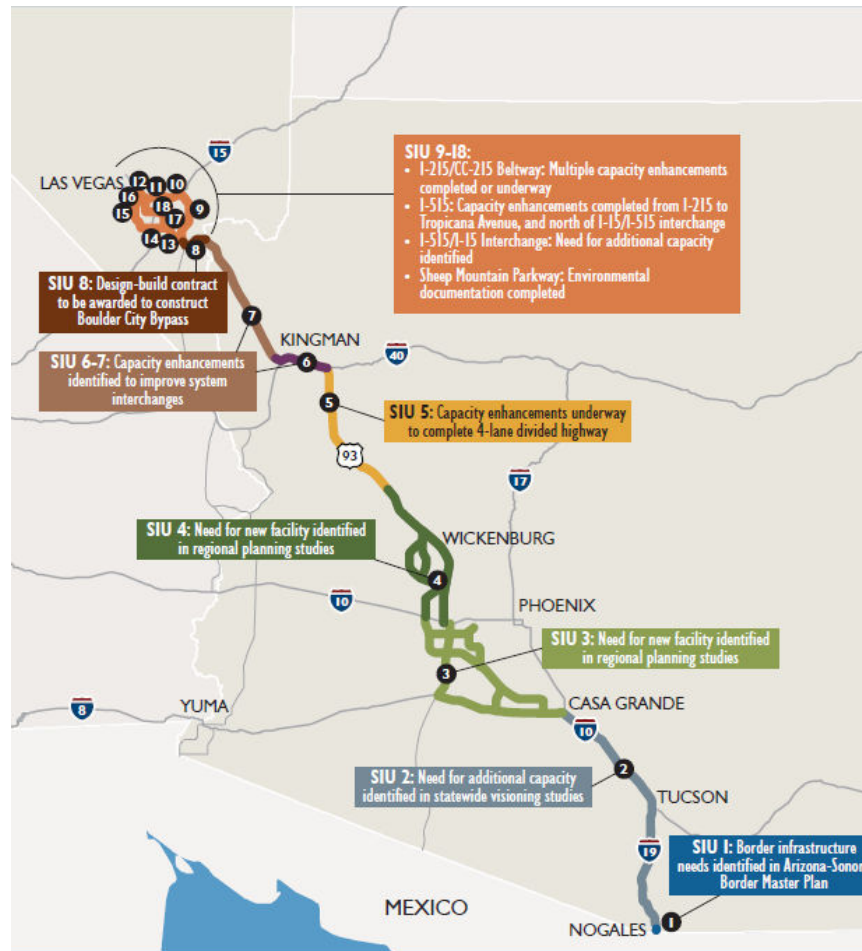 15
LAS VEGAS
12
11
10
16
18
9
15
17
14
13
8
SIU 9-18:
• I-215/CC-215 Beltway: Multiple capacity enhancements
completed or underway
• I-515: Capacity enhancements completed from I-215 to
Tropicana Avenue, and north of I-15/I-515 interchange
• I-515/I-15 Interchange: Need for additional capacity
identified
• Sheep Mountain Parkway: Environmental
documentation completed
SIU 8: Design-build contract
to be awarded to construct
Boulder City Bypass
7
KINGMAN
6
40
SIU 6-7: Capacity enhancements
identified to improve system
interchanges
5
SIU 5: Capacity enhancements underway
to complete 4-lane divided highway
93
17
SIU 4: Need for new facility identified
in regional planning studies
WICKENBURG
4
10
PHOENIX
SIU 3: Need for new facility identified
in regional planning studies
3
CASA GRANDE
YUMA
8
10
SIU 2: Need for additional capacity
identified in statewide visioning studies
2
TUCSON
19
SIU 1: Border infrastructure
needs identified in Arizona-Sonor
Border Master Plan
MEXICO
NOGALES
1